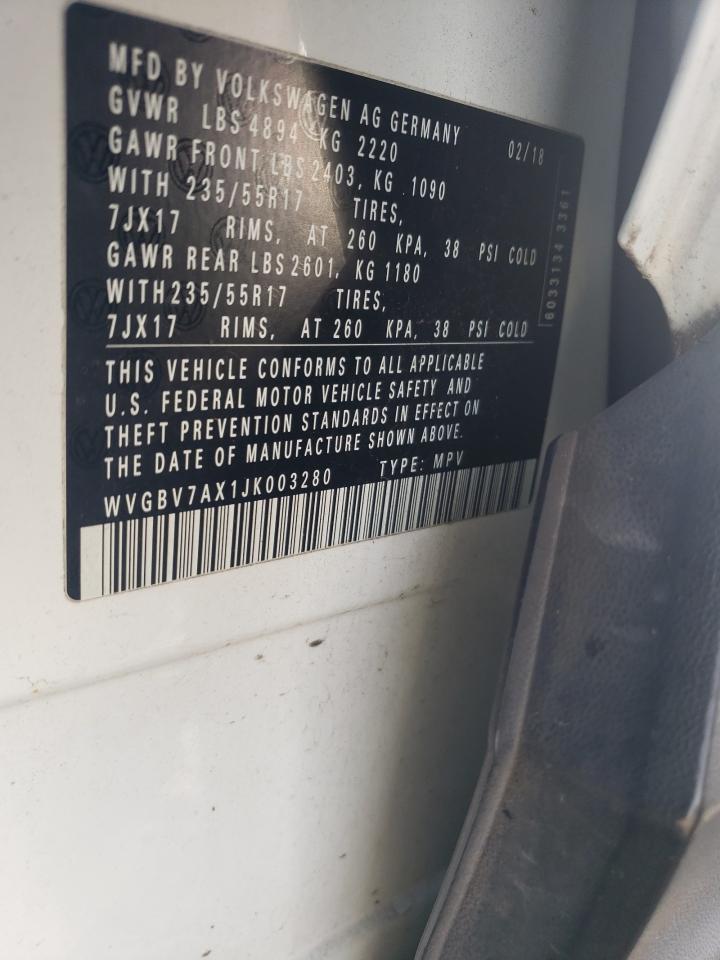 MFD BY VOLKSWAGEN AG GERMANY
02/18
GVWR LBS 4894 KG 2220
GAWR FRONT LBS 2403, KG 1090
WITH 235/55R17 TIRES,
7JX17 RIMS, AT 260 KPA, 38 PSI COLD
GAWR REAR LBS 2601, KG 1180
WITH235/55R17 TIRES,
7JX17 RIMS, AT 260 KPA, 38 PSI COLD
THIS VEHICLE CONFORMS TO ALL APPLICABLE
U.S. FEDERAL MOTOR VEHICLE SAFETY AND
THEFT PREVENTION STANDARDS IN EFFECT ON
THE DATE OF MANUFACTURE SHOWN ABOVE.
WVGBV7AX1JK003280 TYPE: MPV
6033134 3361